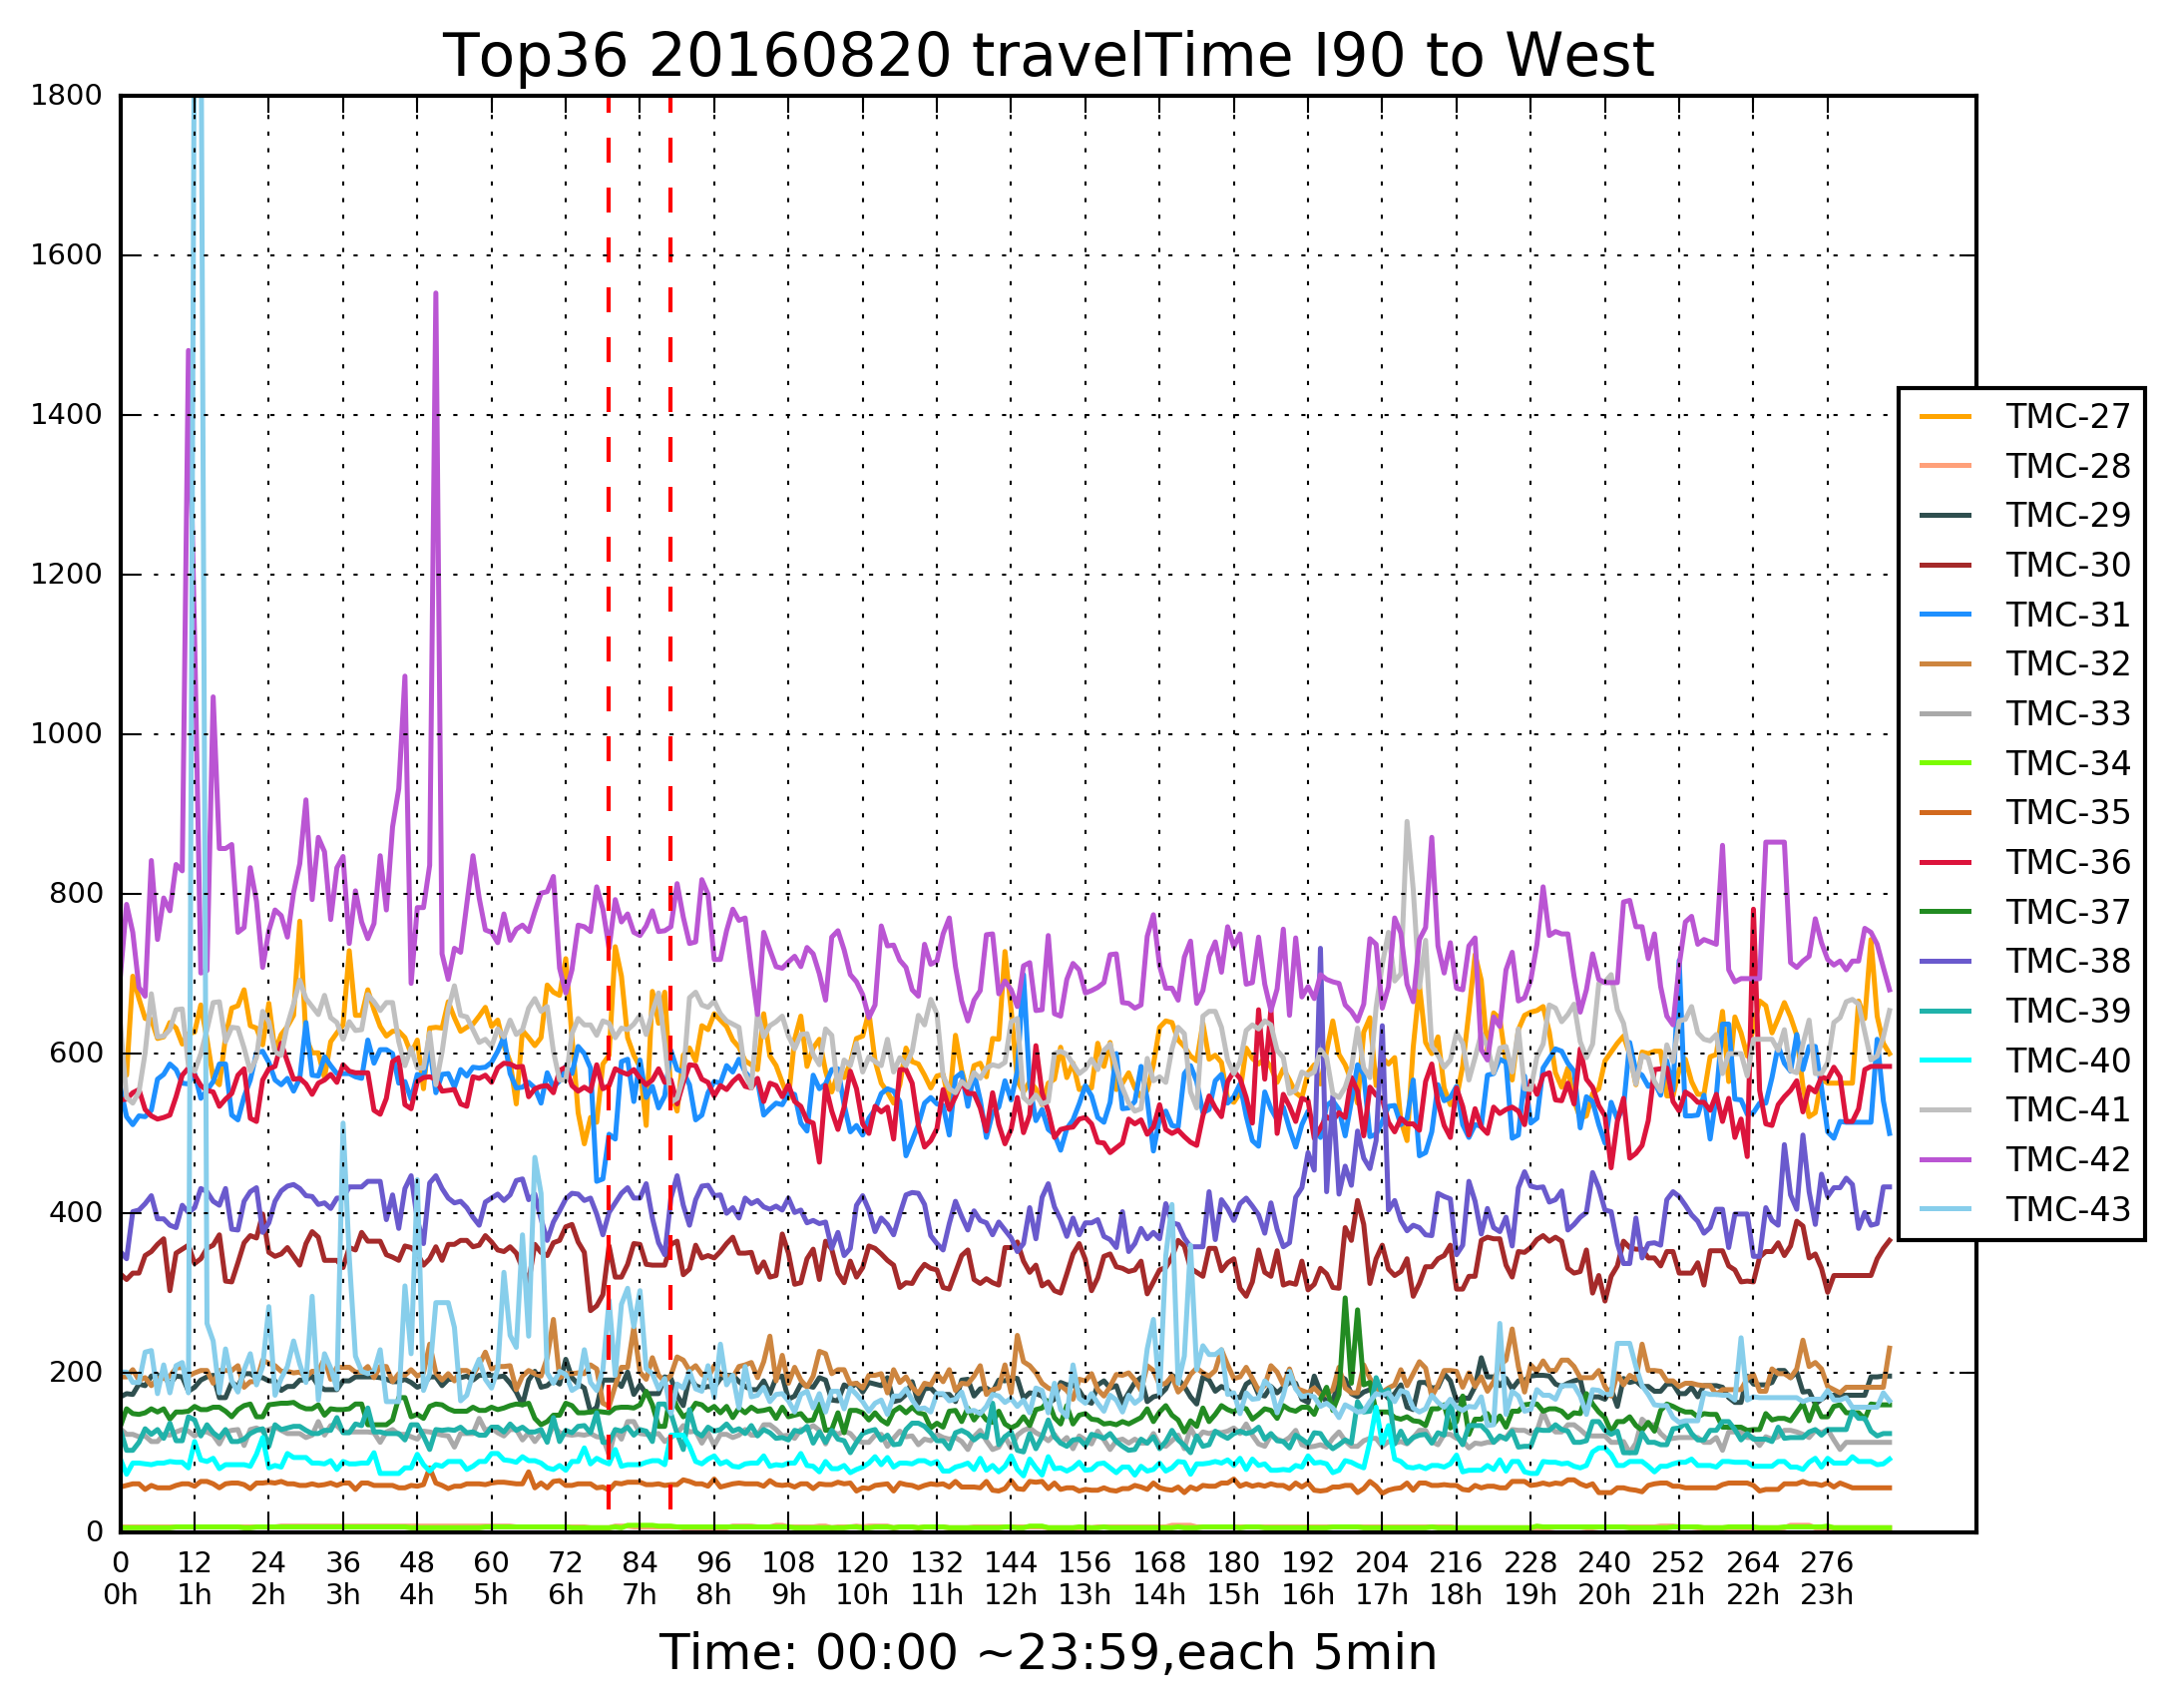 Top36 20160820 travelTime I90 to West
1800
1600
1400
1200
1000
800
600
400
200
0
TMC-27
TMC-28
TMC-29
TMC-30
TMC-31
TMC-32
TMC-33
TMC-34
TMC-35
TMC-36
TMC-37
TMC-38
TMC-39
TMC-40
TMC-41
TMC-42
TMC-43
0 12 24 36 48 60 72 84 96 108 120 132 144 156 168 180 192 204 216 228 240 252 264 276
0h 1h 2h 3h 4h 5h 6h 7h 8h 9h 10h 11h 12h 13h 14h 15h 16h 17h 18h 19h 20h 21h 22h 23h
Time: 00:00 ~23:59,each 5min